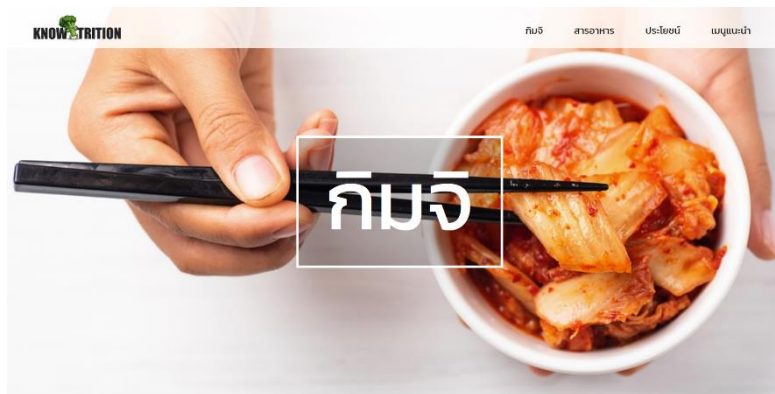 KNOWTRITION
กิมจิ
สารอาหาร
ประโยชน์
เมนูแนะนำ
กิมจิ